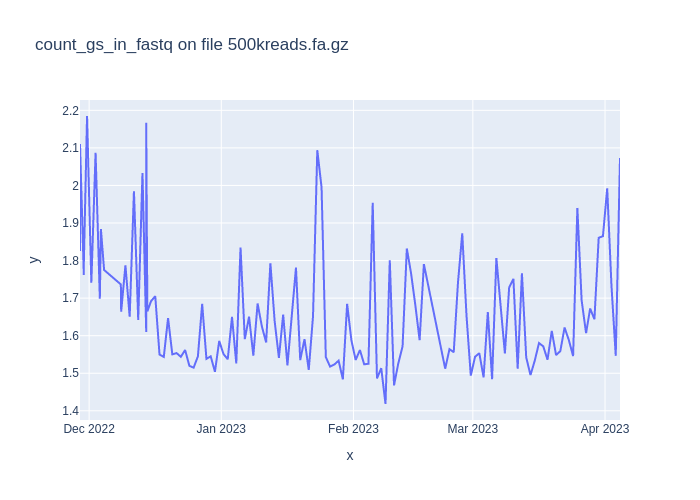 count_gs_in_fastq on file 500kreads.fa.gz
2.2
2.1
2
1.9
1.8
1.7
1.6
1.5
1.4
y
Dec 2022 Jan 2023 Feb 2023 Mar 2023 Apr 2023
x